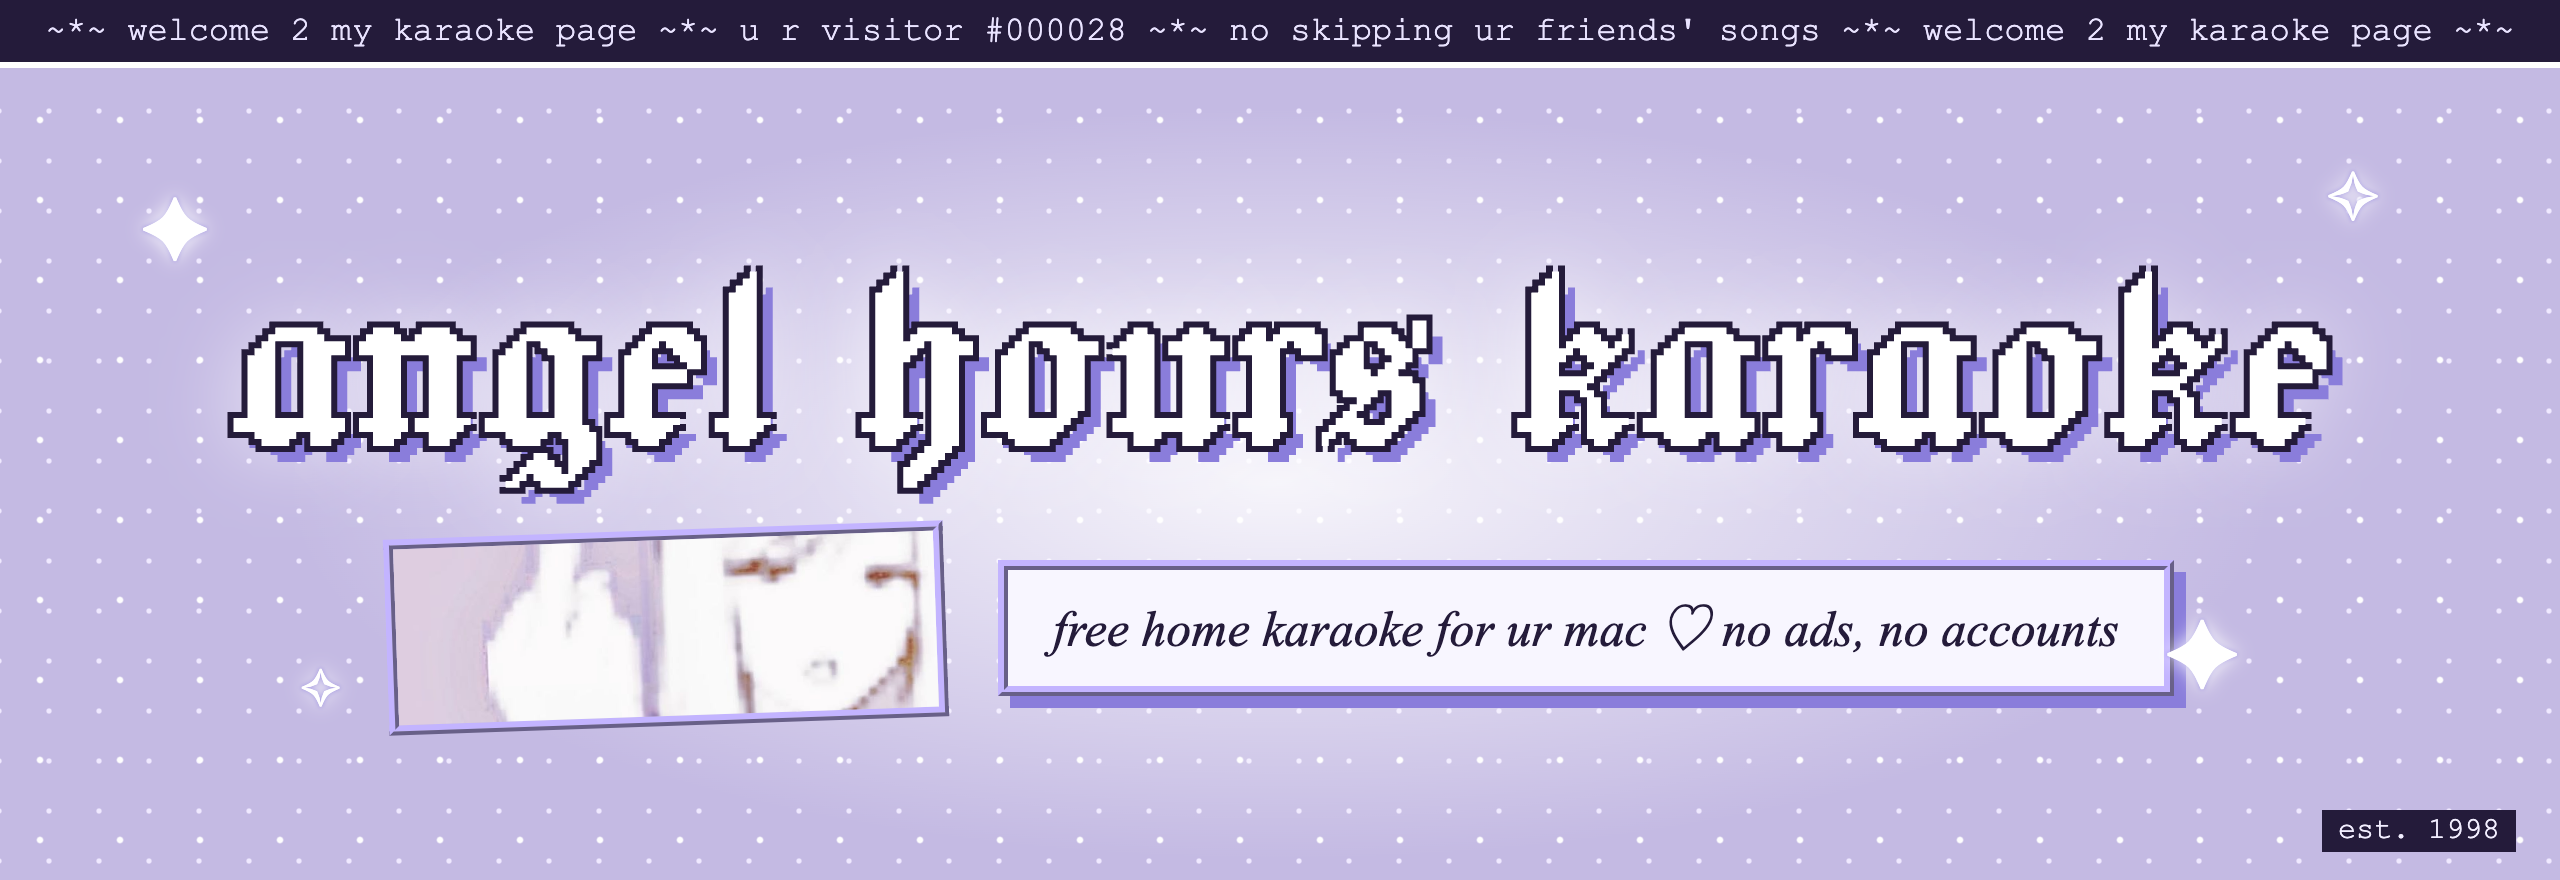 ~*~ welcome 2 my karaoke page ~*~ u r visitor #000028 ~*~ no skipping ur friends' songs ~*~ welcome 2 my karaoke page ~*~
angel hours karaoke
free home karaoke for ur mac ♡ no ads, no accounts
est. 1998